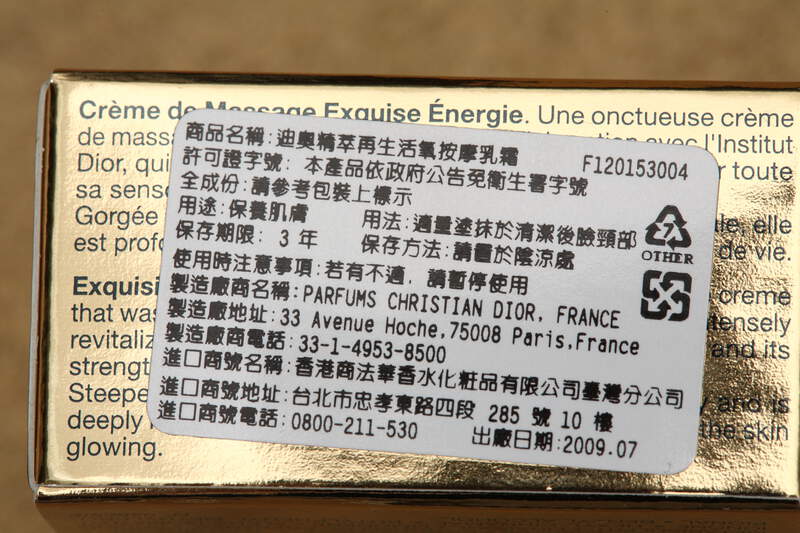 Crème de Massage Exquise Énergie. Une onctueuse crème
de mass
l'Institut
Dior, qui
toute
sa sens
Gorgée
elle
est prof
de vie.
Exquisi
creme
that was
ensely
revitaliz
and its
strength
Steepe
and is
deeply
the skin
glowing.
商品名稱:迪奧精萃再生活氧按摩乳霜 F120153004
許可證字號: 本產品依政府公告免衛生署字號
全成份:請參考包裝上標示
用途:保養肌膚 用法:適量塗抹於清潔後臉頸部
保存期限: 3 年 保存方法:請置於陰涼處
7
OTHER
使用時注意事項:若有不適, 請暫停使用
製造廠商名稱:PARFUMS CHRISTIAN DIOR, FRANCE
製造廠地址:33 Avenue Hoche,75008 Paris,France
製造廠商電話:33-1-4953-8500
進口商號名稱:香港商法華香水化粧品有限公司臺灣分公司
進口商號地址:台北市忠孝東路四段 285 號 10 樓
進口商號電話:0800-211-530 出廠日期:2009.07